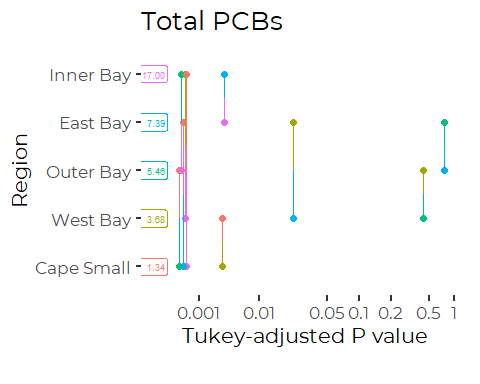 Total PCBs
Region
Inner Bay 17.00
East Bay 7.39
Outer Bay 5.46
West Bay 3.68
Cape Small 1.34
0.001 0.01 0.05 0.1 0.2 0.5 1
Tukey-adjusted P value